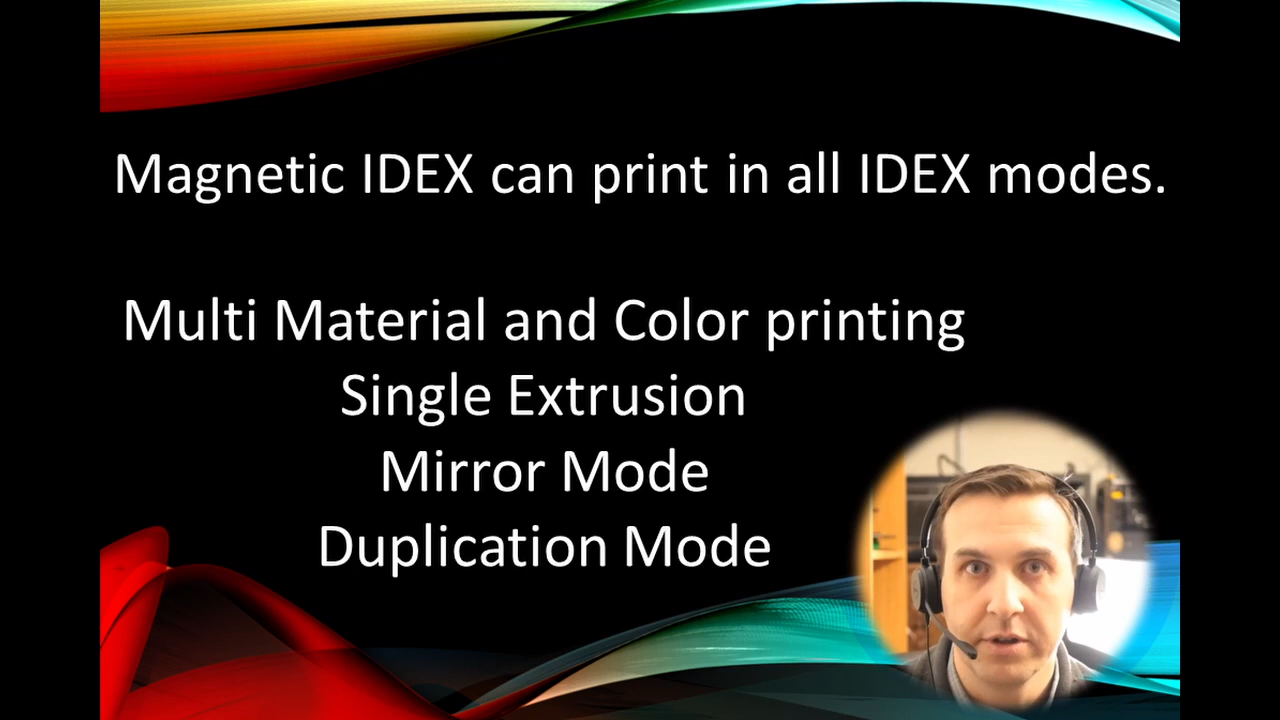 Magnetic IDEX can print in all IDEX modes.
Multi Material and Color printing
Single Extrusion
Mirror Mode
Duplication Mode